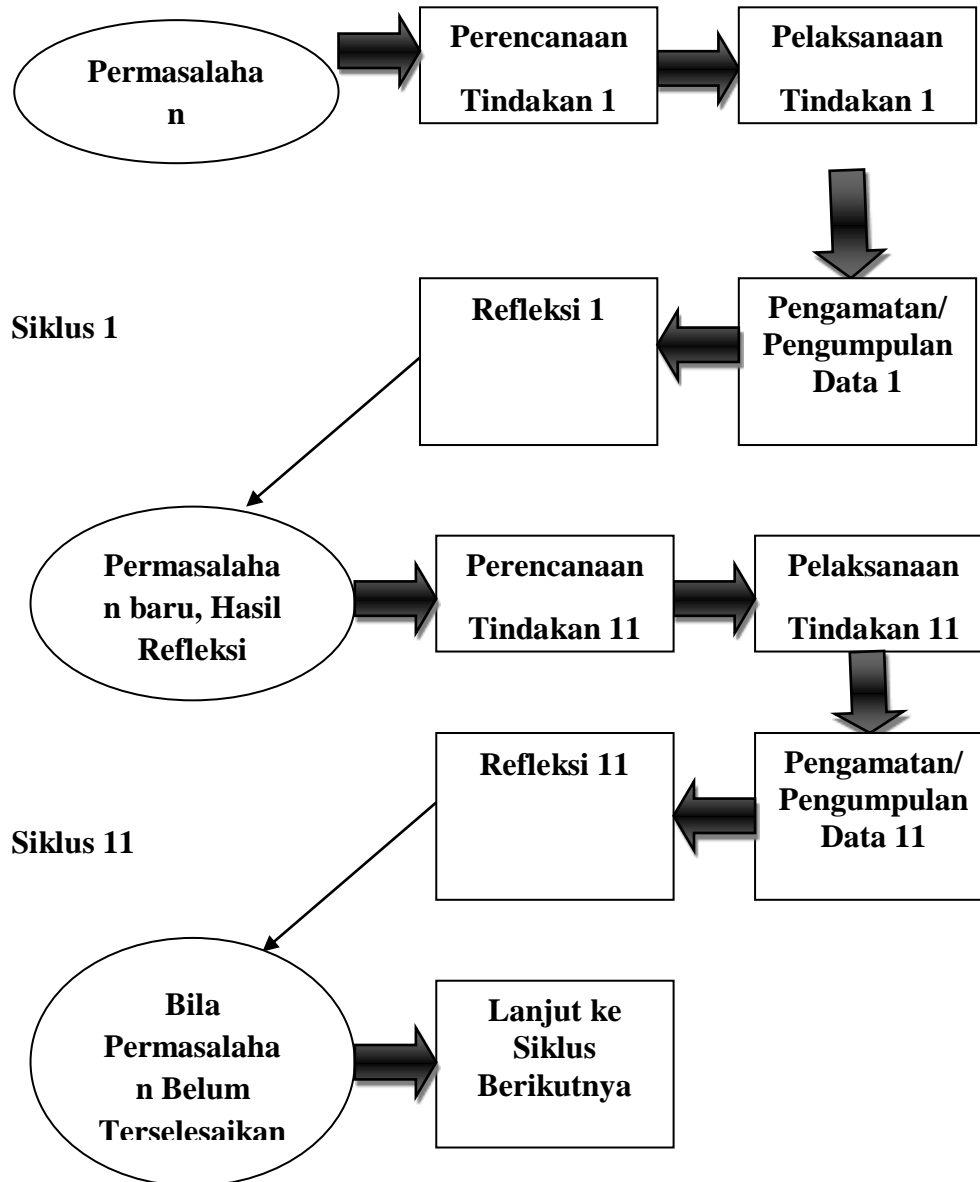 Permasalaha
n
Perencanaan
Tindakan 1
Pelaksanaan
Tindakan 1
Siklus 1
Refleksi 1
Pengamatan/
Pengumpulan
Data 1
Permasalaha
n baru, Hasil
Refleksi
Perencanaan
Tindakan 11
Pelaksanaan
Tindakan 11
Siklus 11
Refleksi 11
Pengamatan/
Pengumpulan
Data 11
Bila
Permasalaha
n Belum
Terselesaikan
Lanjut ke
Siklus
Berikutnya